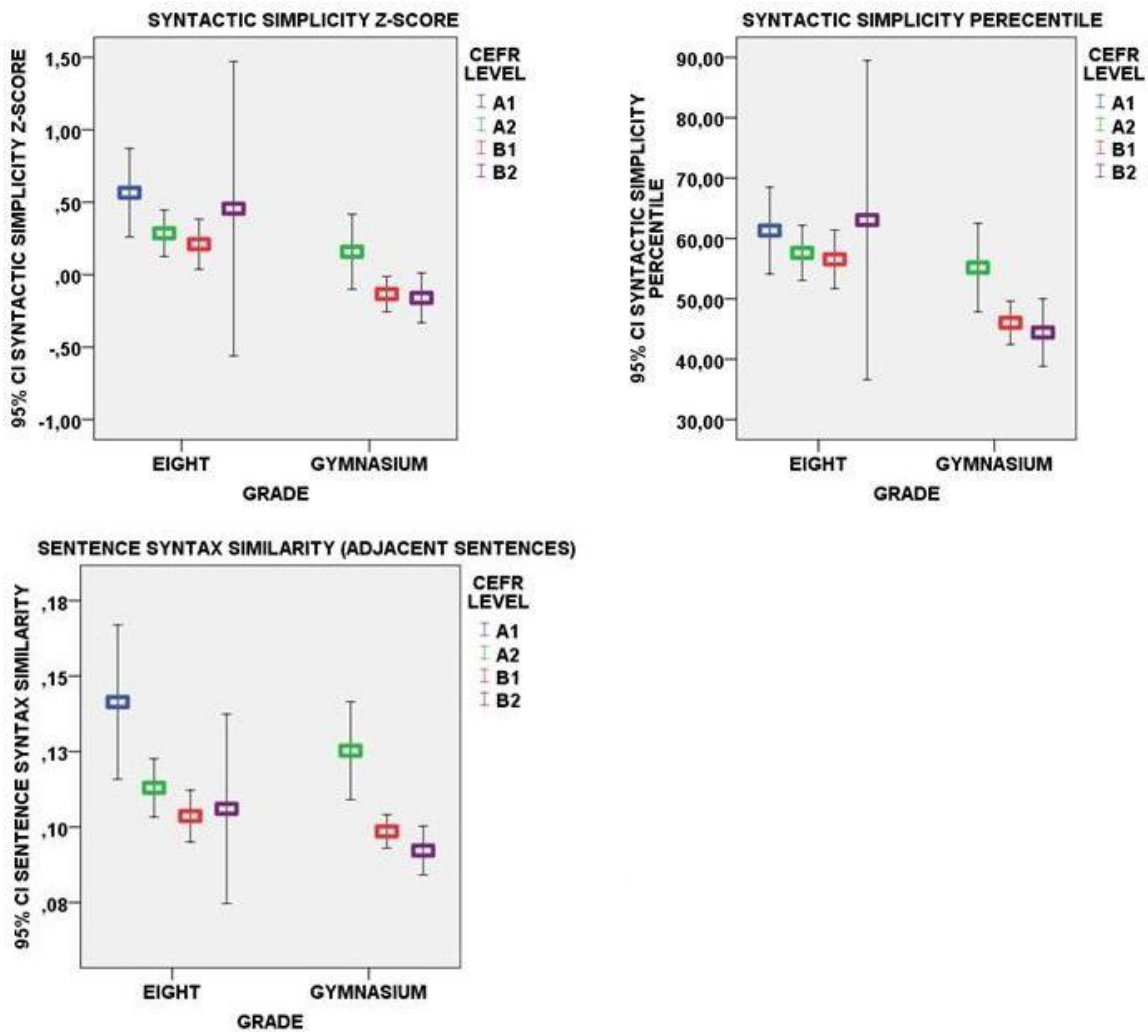 SYNTACTIC SIMPLICITY Z-SCORE
95% CI SYNTACTIC SIMPLICITY Z-SCORE
1,50
1,00
,50
,00
-,50
-1,00
EIGHT
GYMNASIUM
GRADE
CEFR
LEVEL
A1
A2
B1
B2
SYNTACTIC SIMPLICITY PERECENTILE
95% CI SYNTACTIC SIMPLICITY
PERCENTILE
90,00
80,00
70,00
60,00
50,00
40,00
30,00
EIGHT
GYMNASIUM
GRADE
CEFR
LEVEL
A1
A2
B1
B2
SENTENCE SYNTAX SIMILARITY (ADJACENT SENTENCES)
95% CI SENTENCE SYNTAX SIMILARITY
,18
,15
,13
,10
,08
EIGHT
GYMNASIUM
GRADE
CEFR
LEVEL
A1
A2
B1
B2